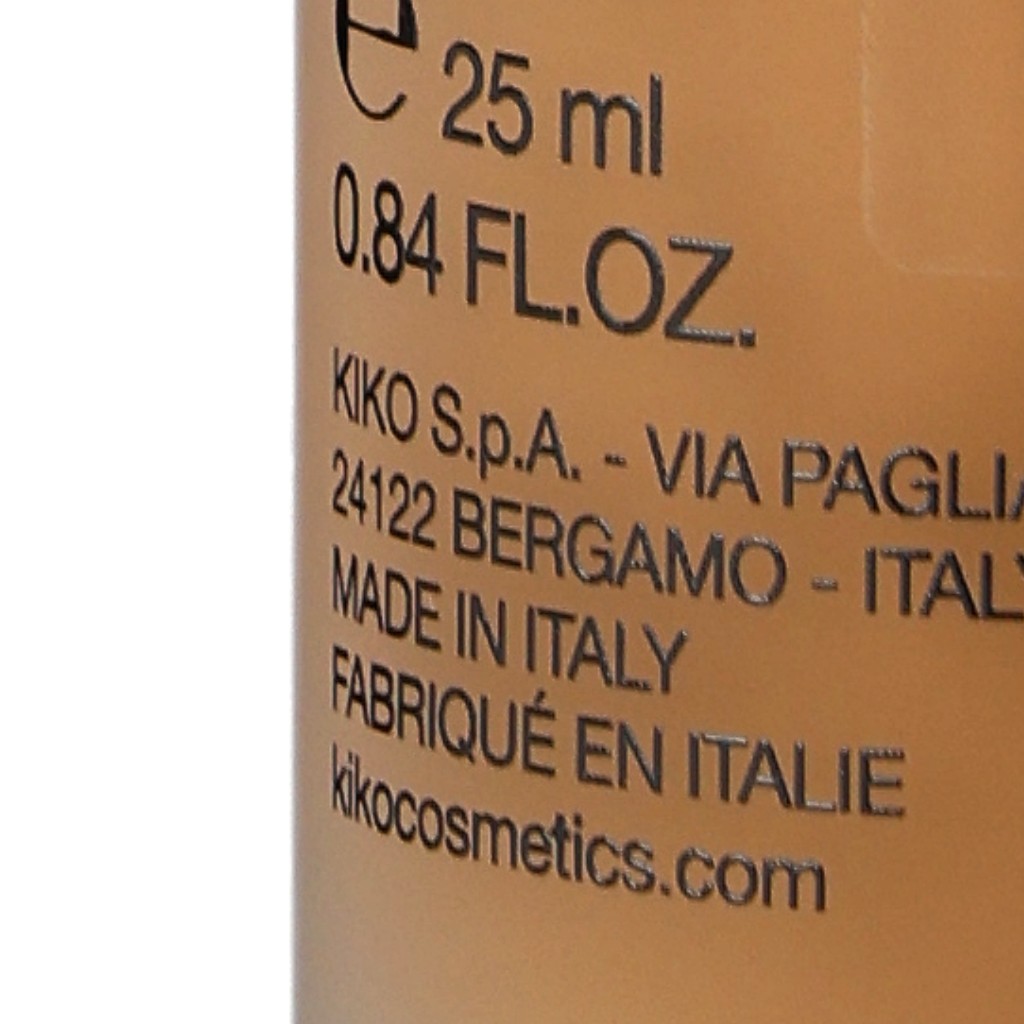 e 25 ml
0.84 FL.OZ.
KIKO S.p.A. - VIA PAGLIA
24122 BERGAMO - ITALY
MADE IN ITALY
FABRIQUÉ EN ITALIE
kikocosmetics.com